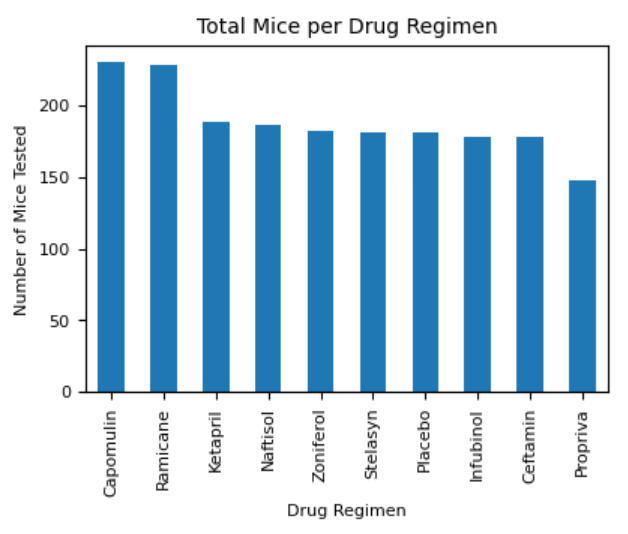 Total Mice per Drug Regimen
Number of Mice Tested
200
150
100
50
0
Capomulin
Ramicane
Ketapril
Naftisol
Zoniferol
Stelasyn
Placebo
Infubinol
Ceftamin
Propriva
Drug Regimen